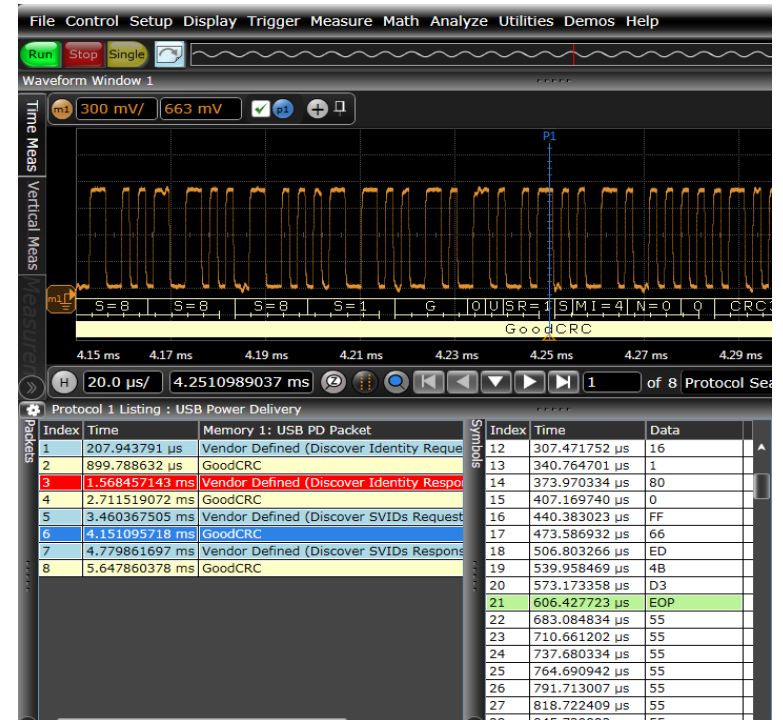 File Control Setup Display Trigger Measure Math Analyze Utilities Demos Help
Run Stop Single
Waveform Window 1
Time Meas
Vertical Meas
m1 300 mV/ 663 mV p1
P1
m1
S=8 S=8 S=8 S=1 G 0 U SR=1 S MI=4 N=0 0
GoodCRC
4.15 ms 4.17 ms 4.19 ms 4.21 ms 4.23 ms 4.25 ms 4.27 ms 4.29 ms
H 20.0 µs/ 4.2510989037 ms Z 1 of 8 Protocol Sea
Protocol 1 Listing : USB Power Delivery
Packets
Index Time Memory 1: USB PD Packet
1 207.943791 µs Vendor Defined (Discover Identity Reque
2 899.788632 µs GoodCRC
3 1.568457143 ms Vendor Defined (Discover Identity Respo
4 2.711519072 ms GoodCRC
5 3.460367505 ms Vendor Defined (Discover SVIDs Request
6 4.151095718 ms GoodCRC
7 4.779861697 ms Vendor Defined (Discover SVIDs Respons
8 5.647860378 ms GoodCRC
Symbols
Index Time Data
12 307.471752 µs 16
13 340.764701 µs 1
14 373.970334 µs 80
15 407.169740 µs 0
16 440.383023 µs FF
17 473.586932 µs 66
18 506.803266 µs ED
19 539.958469 µs 4B
20 573.173358 µs D3
21 606.427723 µs EOP
22 683.084834 µs 55
23 710.661202 µs 55
24 737.680334 µs 55
25 764.690942 µs 55
26 791.713007 µs 55
27 818.722409 µs 55